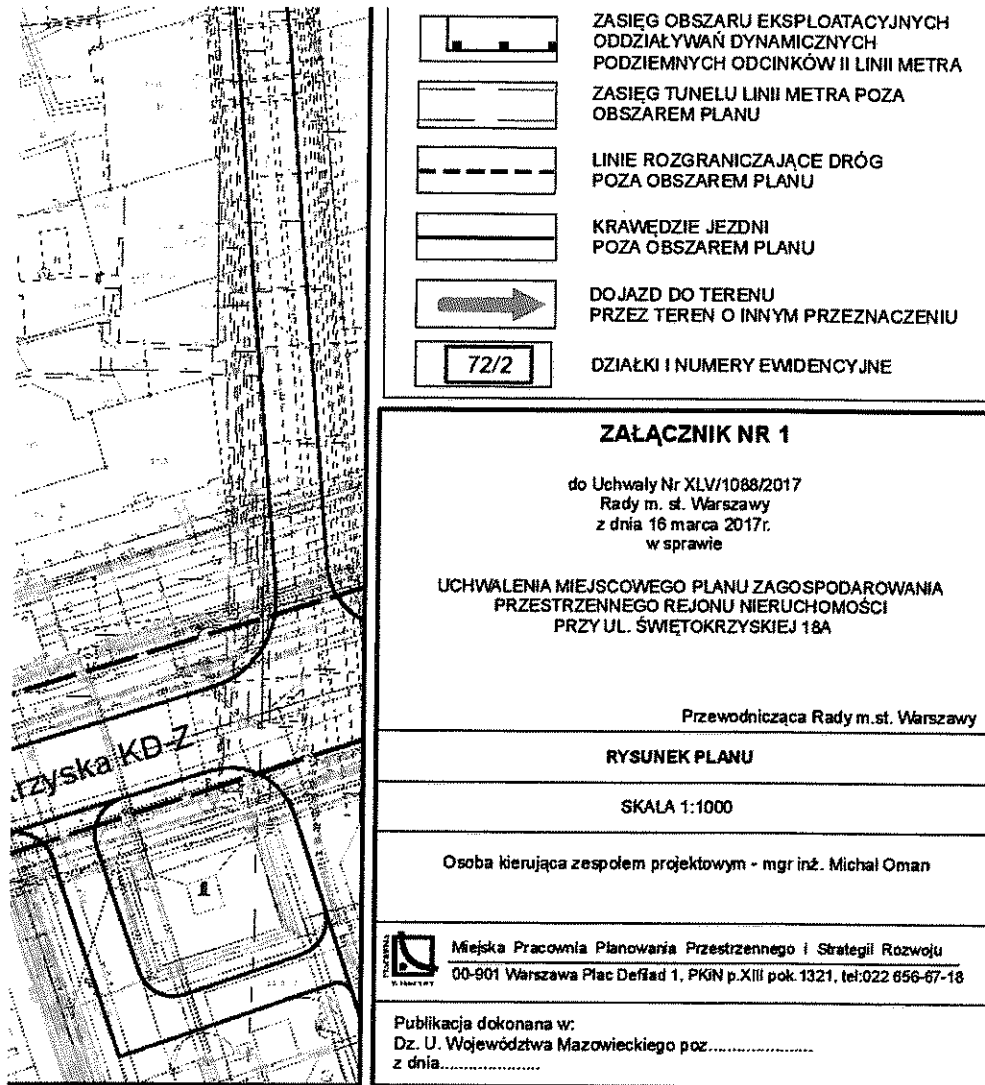 ZASIĘG OBSZARU EKSPLOATACYJNYCH
ODDZIAŁYWAŃ DYNAMICZNYCH
PODZIEMNYCH ODCINKÓW II LINII METRA
ZASIĘG TUNELU LINII METRA POZA
OBSZAREM PLANU
LINIE ROZGRANICZAJĄCE DRÓG
POZA OBSZAREM PLANU
KRAWĘDZIE JEZDNI
POZA OBSZAREM PLANU
DOJAZD DO TERENU
PRZEZ TEREN O INNYM PRZEZNACZENIU
72/2
DZIAŁKI I NUMERY EWIDENCYJNE
ZAŁĄCZNIK NR 1
do Uchwały Nr XLV/1088/2017
Rady m. st. Warszawy
z dnia 16 marca 2017r.
w sprawie
UCHWALENIA MIEJSCOWEGO PLANU ZAGOSPODAROWANIA
PRZESTRZENNEGO REJONU NIERUCHOMOŚCI
PRZY UL. ŚWIĘTOKRZYSKIEJ 18A
Przewodnicząca Rady m.st. Warszawy
RYSUNEK PLANU
SKALA 1:1000
Osoba kierująca zespołem projektowym - mgr inż. Michał Oman
Miejska Pracownia Planowania Przestrzennego i Strategii Rozwoju
00-901 Warszawa Plac Defilad 1, PKiN p.XIII pok. 1321, tel:022 656-67-18
Publikacja dokonana w:
Dz. U. Województwa Mazowieckiego poz.....................
z dnia...................
rzyska KD-Z